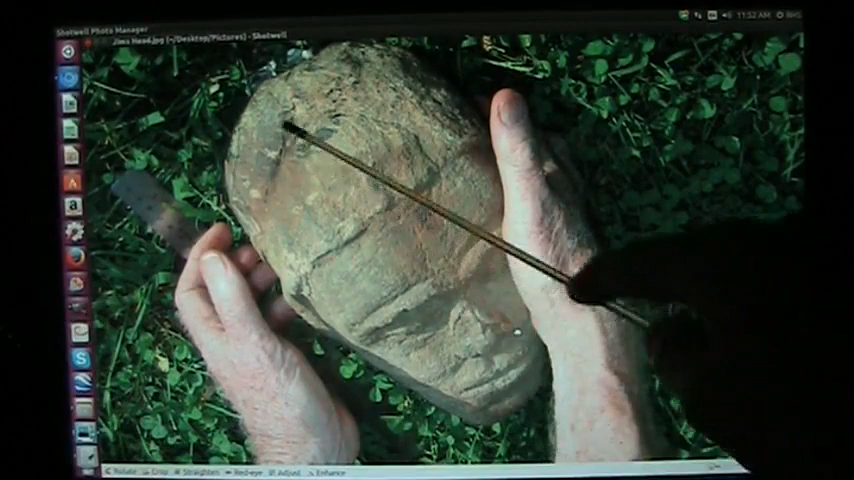 Shotwell Photo Manager
11:52 AM
Jims Head.jpg (~/Desktop/Pictures) - Shotwell
Rotate Crop Straighten Red-eye Adjust Enhance